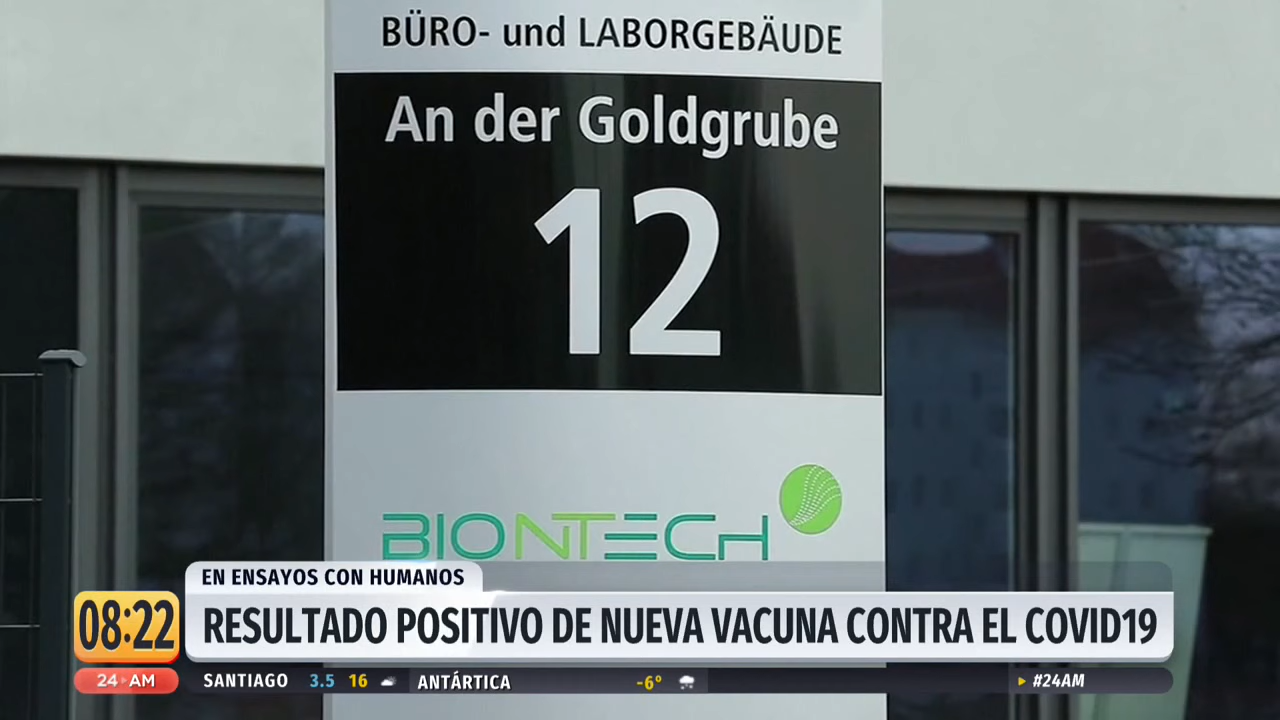 BÜRO- und LABORGEBÄUDE
An der Goldgrube
12
BIONTECH
EN ENSAYOS CON HUMANOS
08:22
RESULTADO POSITIVO DE NUEVA VACUNA CONTRA EL COVID19
24 AM
SANTIAGO 3.5 16 ANTÁRTICA -6° #24AM